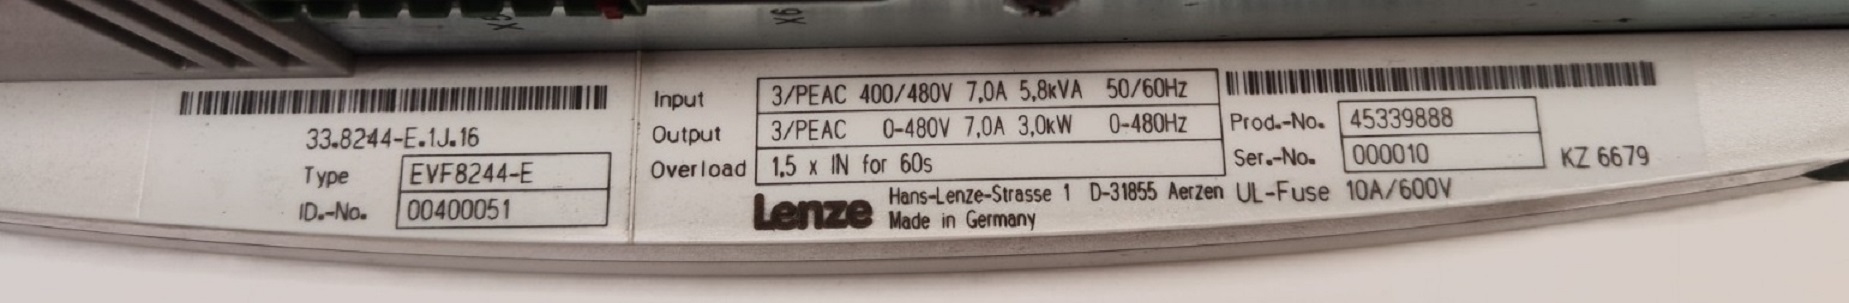 33.8244-E.1J.16
Type EVF8244-E
ID.-No. 00400051
Input 3/PEAC 400/480V 7,0A 5,8kVA 50/60Hz
Output 3/PEAC 0-480V 7,0A 3,0kW 0-480Hz
Overload 1,5 x IN for 60s
Lenze
Hans-Lenze-Strasse 1 D-31855 Aerzen
Made in Germany
Prod.-No. 45339888
Ser.-No. 000010 KZ 6679
UL-Fuse 10A/600V